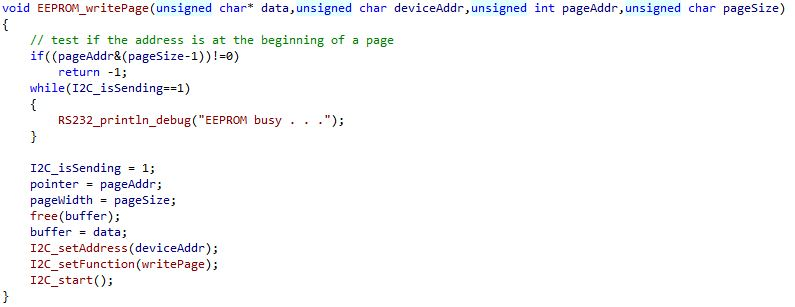 void EEPROM_writePage(unsigned char* data,unsigned char deviceAddr,unsigned int pageAddr,unsigned char pageSize)
{
    // test if the address is at the beginning of a page
    if((pageAddr&(pageSize-1))!=0)
        return -1;
    while(I2C_isSending==1)
    {
        RS232_println_debug("EEPROM busy . . .");
    }

    I2C_isSending = 1;
    pointer = pageAddr;
    pageWidth = pageSize;
    free(buffer);
    buffer = data;
    I2C_setAddress(deviceAddr);
    I2C_setFunction(writePage);
    I2C_start();
}